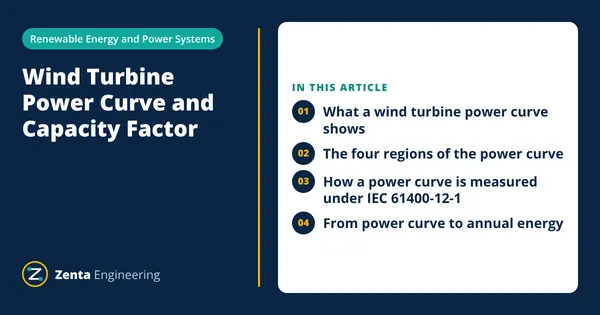 Renewable Energy and Power Systems
Wind Turbine
Power Curve and
Capacity Factor
Zenta Engineering
IN THIS ARTICLE
01 What a wind turbine power curve
shows
02 The four regions of the power curve
03 How a power curve is measured
under IEC 61400-12-1
04 From power curve to annual energy